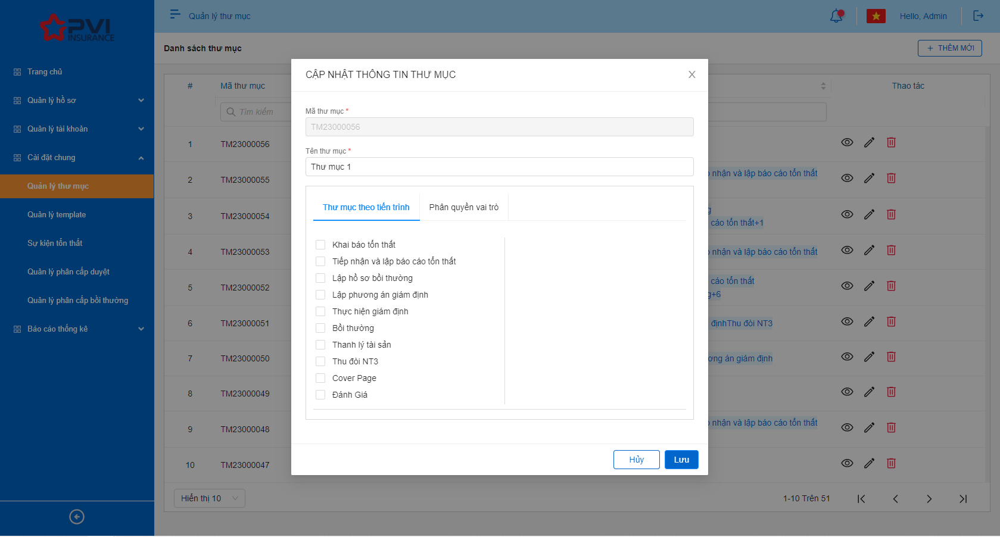 PVI
INSURANCE
Trang chủ
Quản lý hồ sơ
Quản lý tài khoản
Cài đặt chung
Quản lý thư mục
Quản lý template
Sự kiện tổn thất
Quản lý phân cấp duyệt
Quản lý phân cấp bồi thường
Báo cáo thống kê
Quản lý thư mục
Hello, Admin
Danh sách thư mục
+ THÊM MỚI
# Mã thư mục Thao tác
Tìm kiếm
1 TM23000056
2 TM23000055 nhận và lập báo cáo tổn thất
3 TM23000054
cáo tổn thất+1
4 TM23000053 nhận và lập báo cáo tổn thất
5 TM23000052 cáo tổn thất
+6
6 TM23000051 địnhThu đòi NT3
7 TM23000050 ơng án giám định
8 TM23000049
9 TM23000048 nhận và lập báo cáo tổn thất
10 TM23000047
Hiển thị 10
1-10 Trên 51
CẬP NHẬT THÔNG TIN THƯ MỤC
Mã thư mục *
TM23000056
Tên thư mục *
Thư mục 1
Thư mục theo tiến trình
Phân quyền vai trò
Khai báo tổn thất
Tiếp nhận và lập báo cáo tổn thất
Lập hồ sơ bồi thường
Lập phương án giám định
Thực hiện giám định
Bồi thường
Thanh lý tài sản
Thu đòi NT3
Cover Page
Đánh Giá
Hủy
Lưu